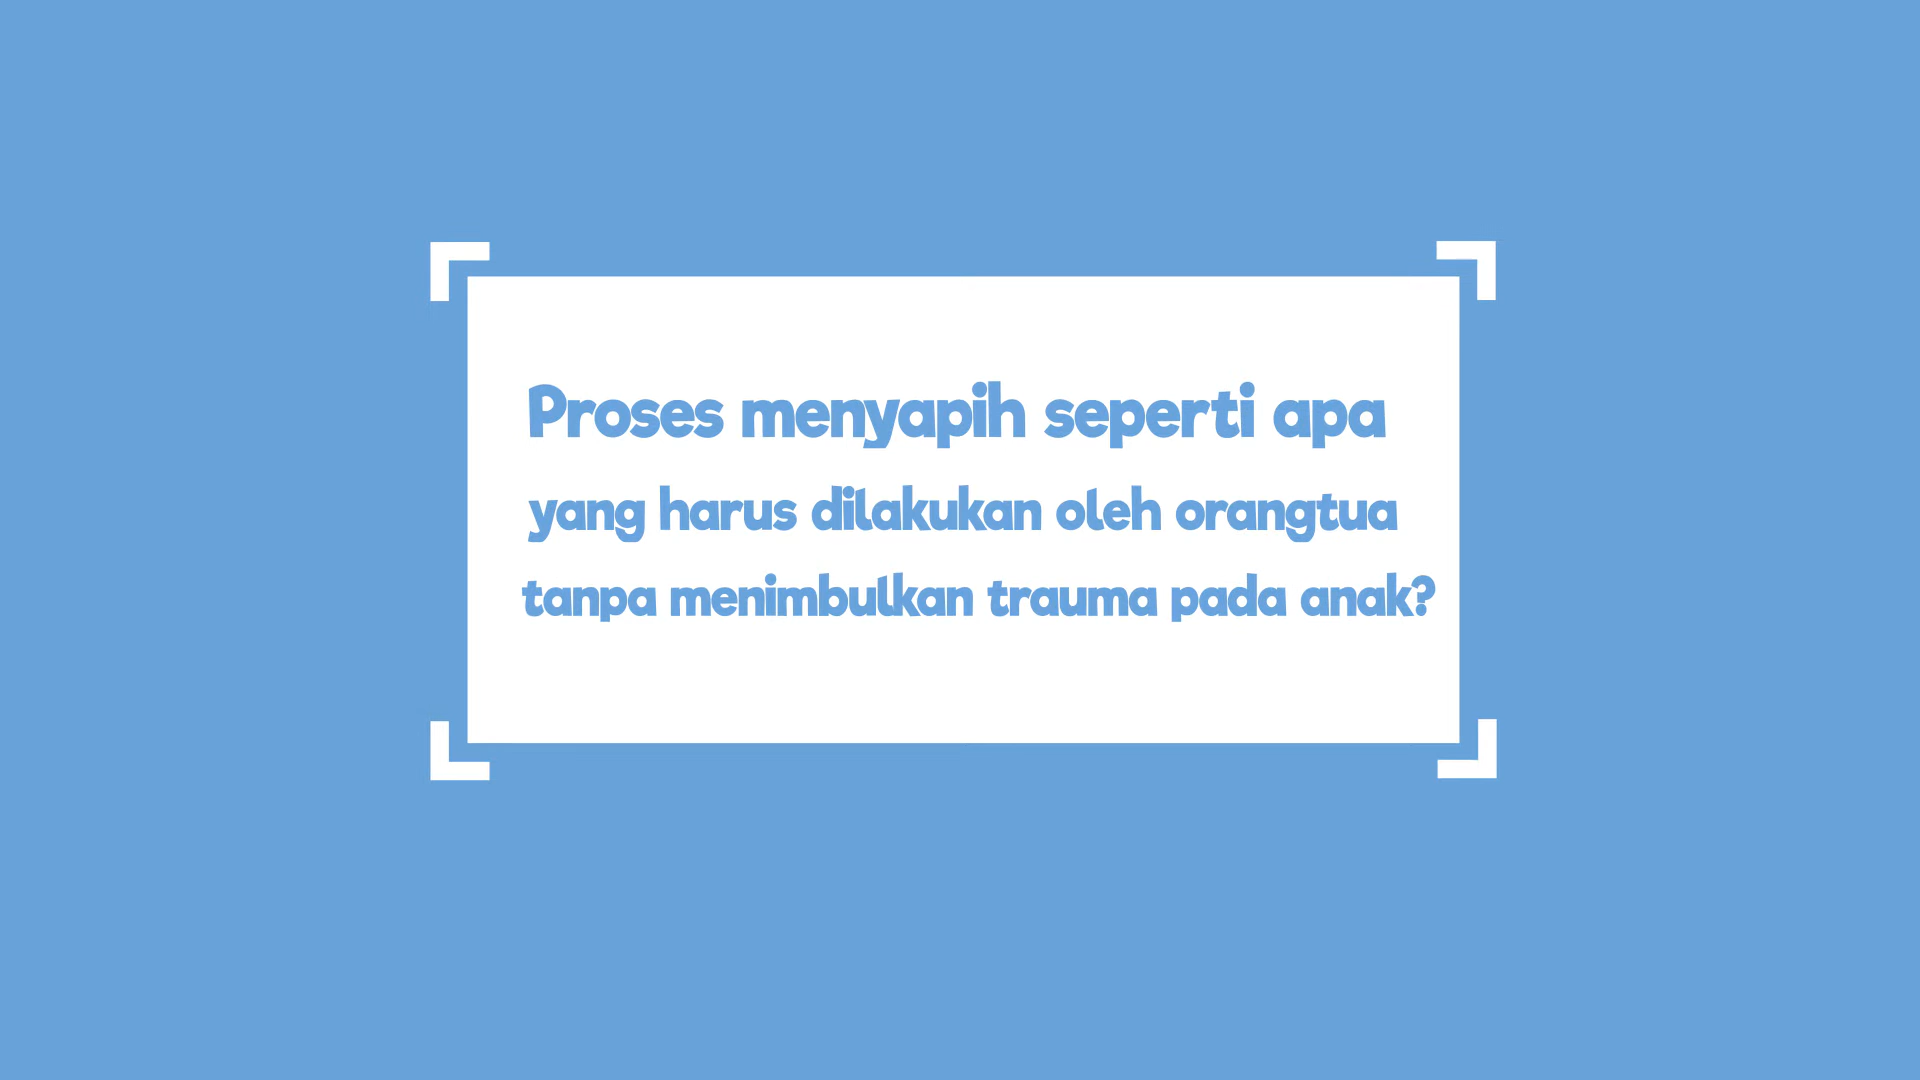 Proses menyapih seperti apa
yang harus dilakukan oleh orangtua
tanpa menimbulkan trauma pada anak?